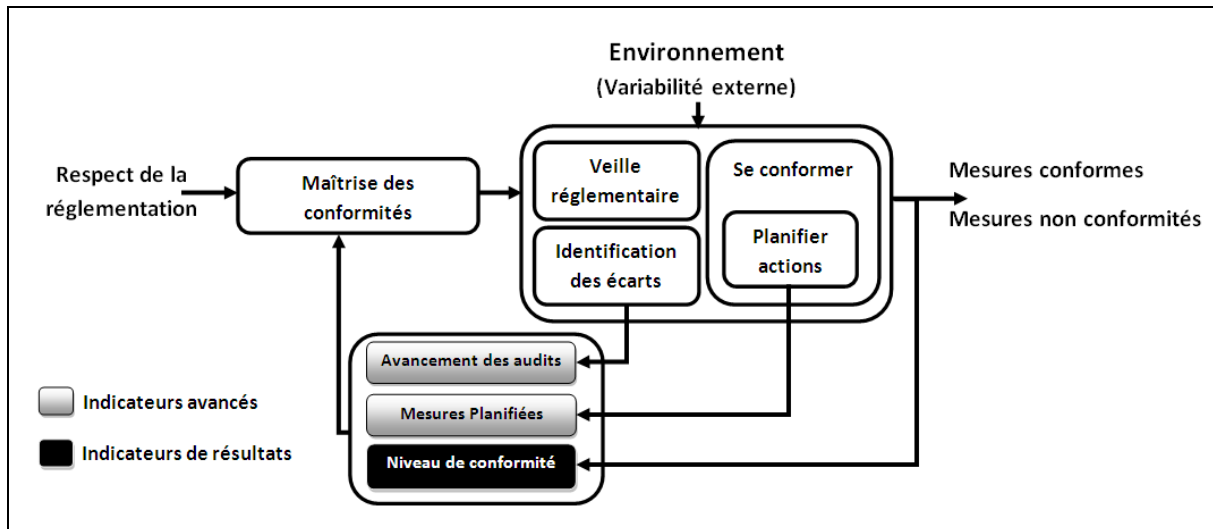 Environnement
(Variabilité externe)
Respect de la
réglementation
Maîtrise des
conformités
Veille
réglementaire
Identification
des écarts
Se conformer
Planifier
actions
Mesures conformes
Mesures non conformités
Avancement des audits
Mesures Planifiées
Niveau de conformité
Indicateurs avancés
Indicateurs de résultats